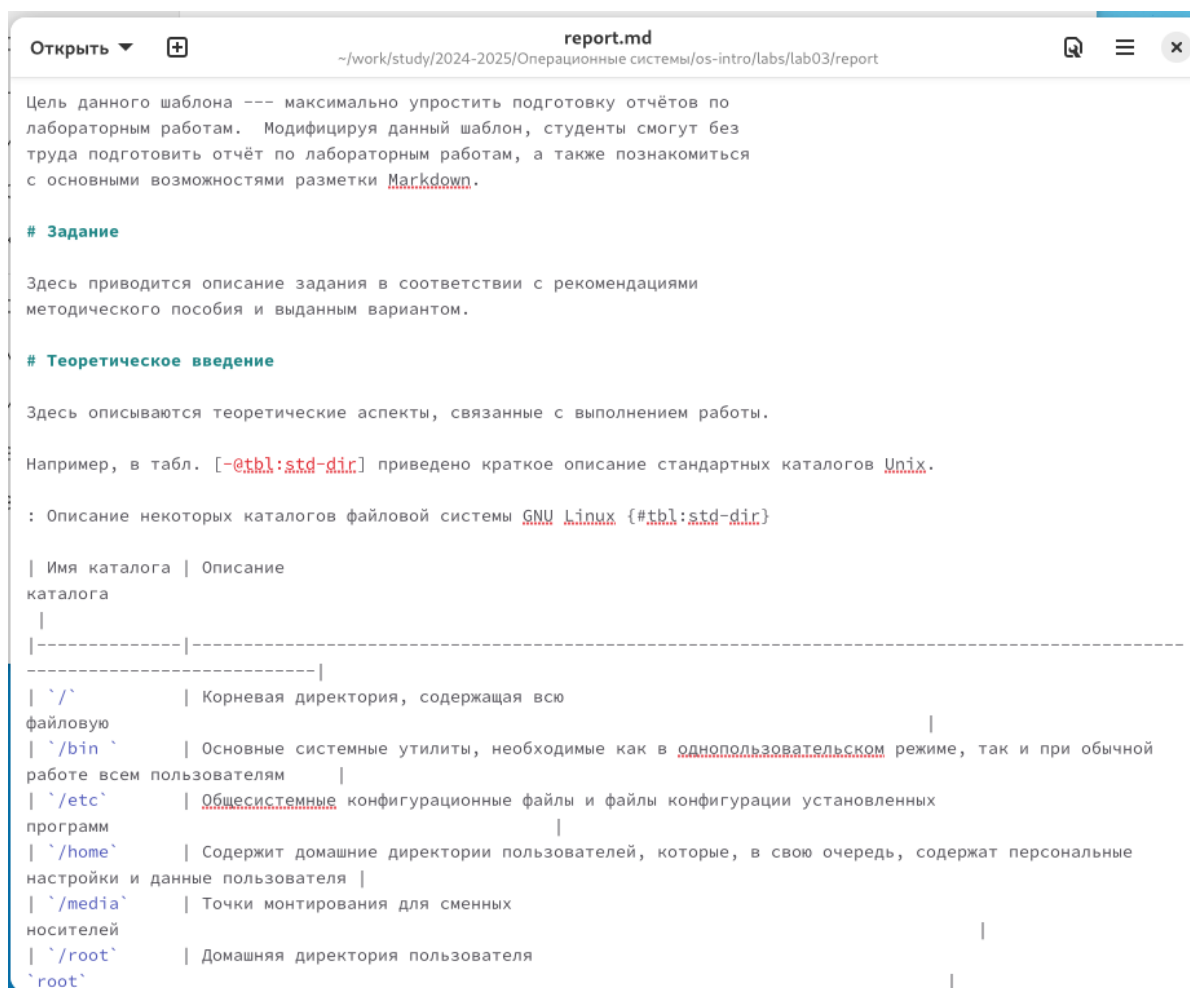 Открыть
report.md
~/work/study/2024-2025/Операционные системы/os-intro/labs/lab03/report
Цель данного шаблона --- максимально упростить подготовку отчётов по
лабораторным работам.  Модифицируя данный шаблон, студенты смогут без
труда подготовить отчёт по лабораторным работам, а также познакомиться
с основными возможностями разметки Markdown.
# Задание
Здесь приводится описание задания в соответствии с рекомендациями
методического пособия и выданным вариантом.
# Теоретическое введение
Здесь описываются теоретические аспекты, связанные с выполнением работы.
Например, в табл. [-@tbl:std-dir] приведено краткое описание стандартных каталогов Unix.
: Описание некоторых каталогов файловой системы GNU Linux {#tbl:std-dir}
| Имя каталога | Описание
каталога
|
|--------------|------------------------------------------------------------------------------------------------
----------------------------|
| `/`          | Корневая директория, содержащая всю
файловую |
| `/bin `      | Основные системные утилиты, необходимые как в однопользовательском режиме, так и при обычной
работе всем пользователям     |
| `/etc`       | Общесистемные конфигурационные файлы и файлы конфигурации установленных
программ |
| `/home`      | Содержит домашние директории пользователей, которые, в свою очередь, содержат персональные
настройки и данные пользователя |
| `/media`     | Точки монтирования для сменных
носителей |
| `/root`      | Домашняя директория пользователя
`root` |